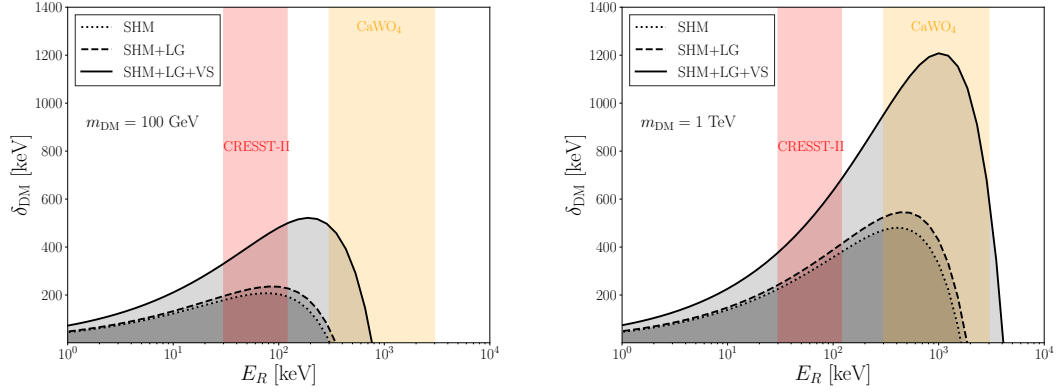 1400
1200
1000
800
600
400
200
δ_DM [keV]
SHM
SHM+LG
SHM+LG+VS
CaWO₄
m_DM = 100 GeV
CRESST-II
10⁰
10¹
10²
10³
10⁴
E_R [keV]
1400
1200
1000
800
600
400
200
δ_DM [keV]
SHM
SHM+LG
SHM+LG+VS
CaWO₄
m_DM = 1 TeV
CRESST-II
10⁰
10¹
10²
10³
10⁴
E_R [keV]